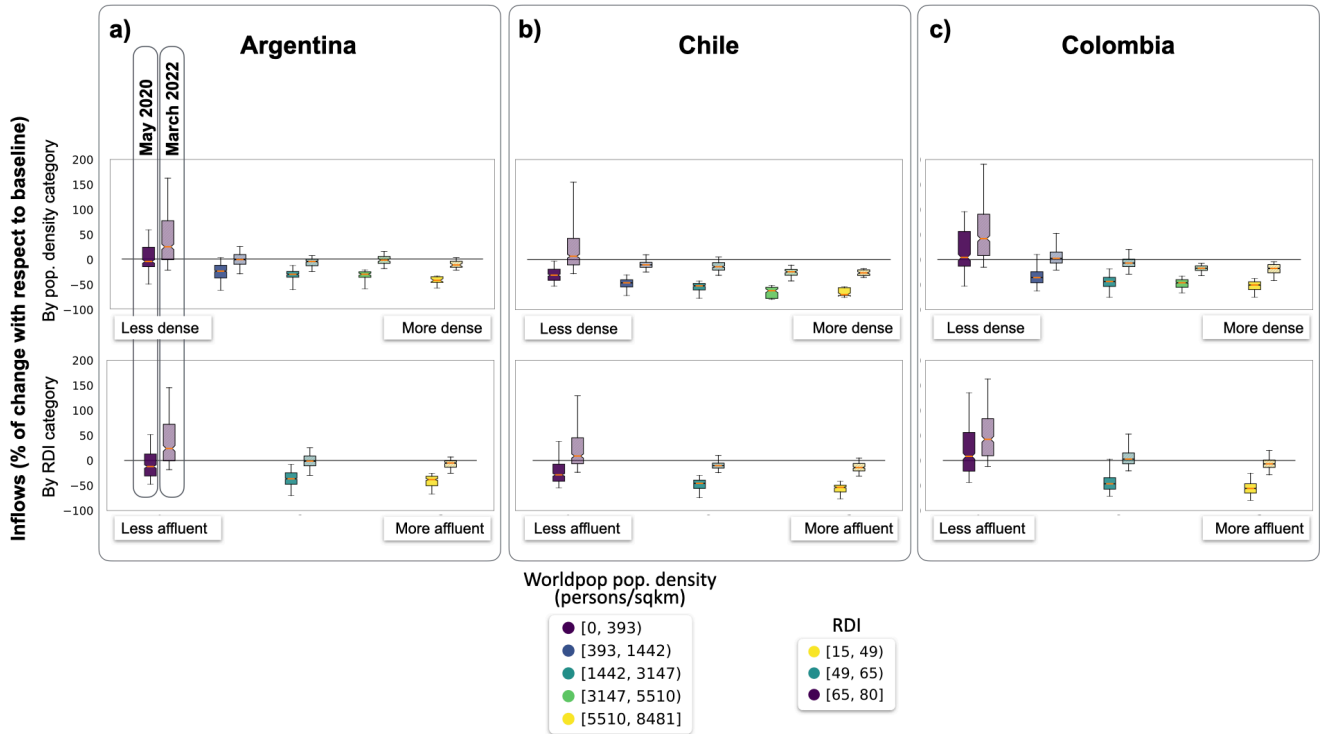 a)
Argentina
b)
Chile
c)
Colombia
May 2020
March 2022
Inflows (% of change with respect to baseline)
By pop. density category
200
150
100
50
0
−50
−100
Less dense
More dense
Less dense
More dense
Less dense
More dense
By RDI category
200
150
100
50
0
−50
−100
Less affluent
More affluent
Less affluent
More affluent
Less affluent
More affluent
Worldpop pop. density
(persons/sqkm)
[0, 393)
[393, 1442)
[1442, 3147)
[3147, 5510)
[5510, 8481]
RDI
[15, 49)
[49, 65)
[65, 80]